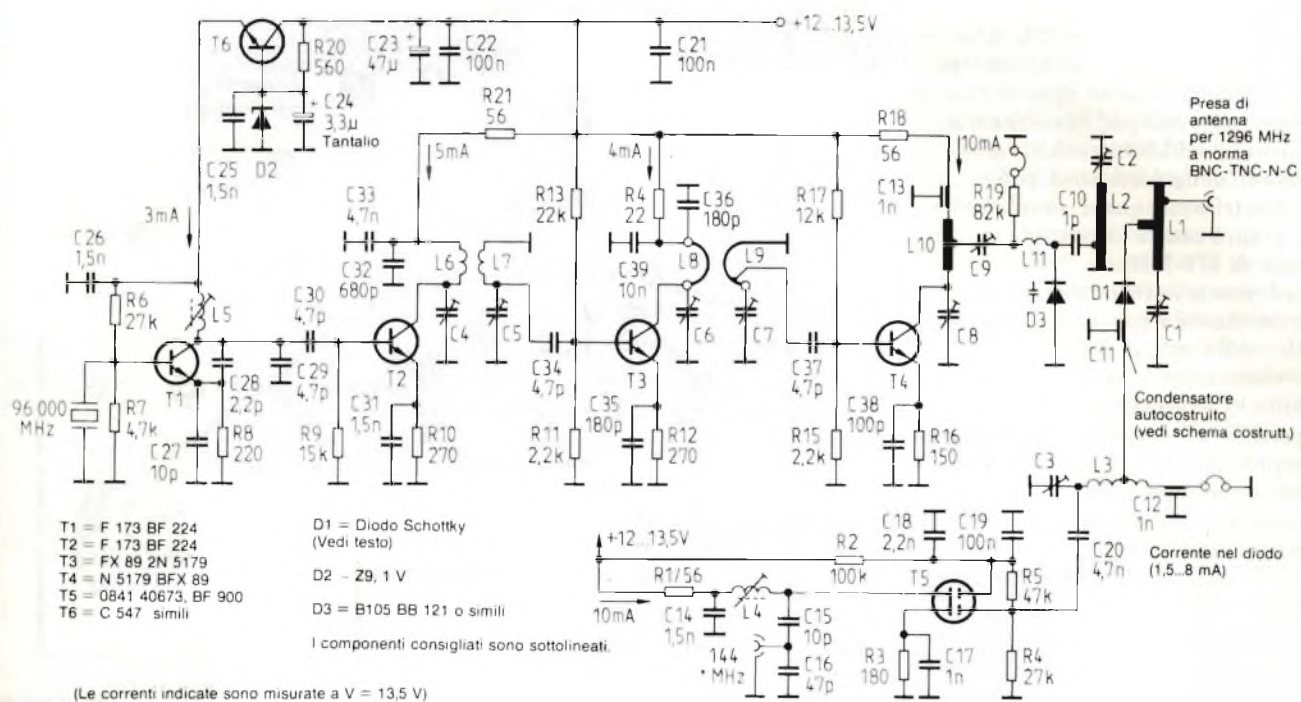 +12...13,5V
T6
R20
560
C23
47µ
+
C22
100n
C21
100n
+
C24
3,3µ
Tantalio
C25
1,5n
D2
R21
56
5mA
4mA
R18
56
10mA
Presa di
antenna
per 1296 MHz
a norma
BNC-TNC-N-C
3mA
C33
4,7n
R13
22k
R4
22
C36
180p
R17
12k
C13
1n
R19
82k
C10
1p
C2
L2
L1
C26
1,5n
C32
680p
L6
L7
C39
10n
L8
L9
L10
C9
L11
D1
R6
27k
L5
C30
4,7p
C4
C5
C6
C7
C8
D3
C11
C1
T1
C28
2,2p
C29
4,7p
T2
C34
4,7p
T3
C37
4,7p
T4
96 000
MHz
R7
4,7k
C27
10p
R8
220
R9
15k
C31
1,5n
R10
270
R11
2,2k
C35
180p
R12
270
R15
2,2k
C38
100p
R16
150
Condensatore
autocostruito
(vedi schema costrutt.)
C3
L3
C12
1n
T1 = F 173 BF 224
T2 = F 173 BF 224
T3 = FX 89 2N 5179
T4 = N 5179 BFX 89
T5 = 0841 40673, BF 900
T6 = C 547 simili
D1 = Diodo Schottky
(Vedi testo)
D2 - Z9, 1 V
D3 = B105 BB 121 o simili
I componenti consigliati sono sottolineati.
+12...13,5V
R1/56
10mA
C14
1,5n
L4
R2
100k
C18
2,2n
C19
100n
T5
R5
47k
C20
4,7n
Corrente nel diodo
(1,5...8 mA)
C15
10p
144
MHz
C16
47p
R3
180
C17
1n
R4
27k
(Le correnti indicate sono misurate a V = 13,5 V)